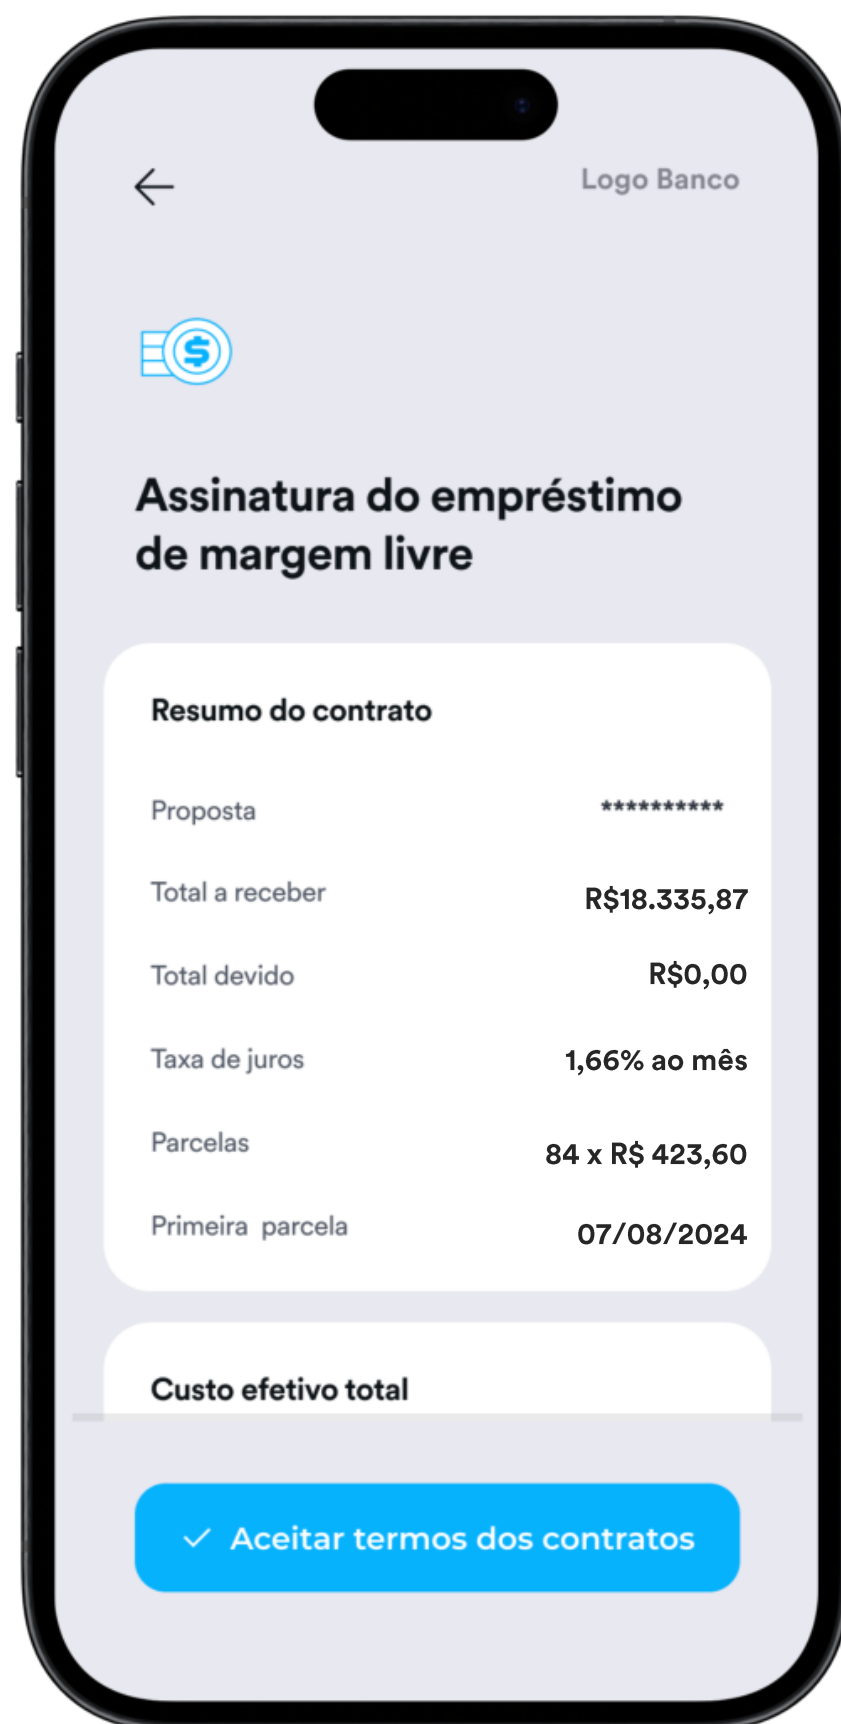 Logo Banco
$
Assinatura do empréstimo
de margem livre
Resumo do contrato
Proposta **********
Total a receber R$18.335,87
Total devido R$0,00
Taxa de juros 1,66% ao mês
Parcelas 84 x R$ 423,60
Primeira parcela 07/08/2024
Custo efetivo total
Aceitar termos dos contratos